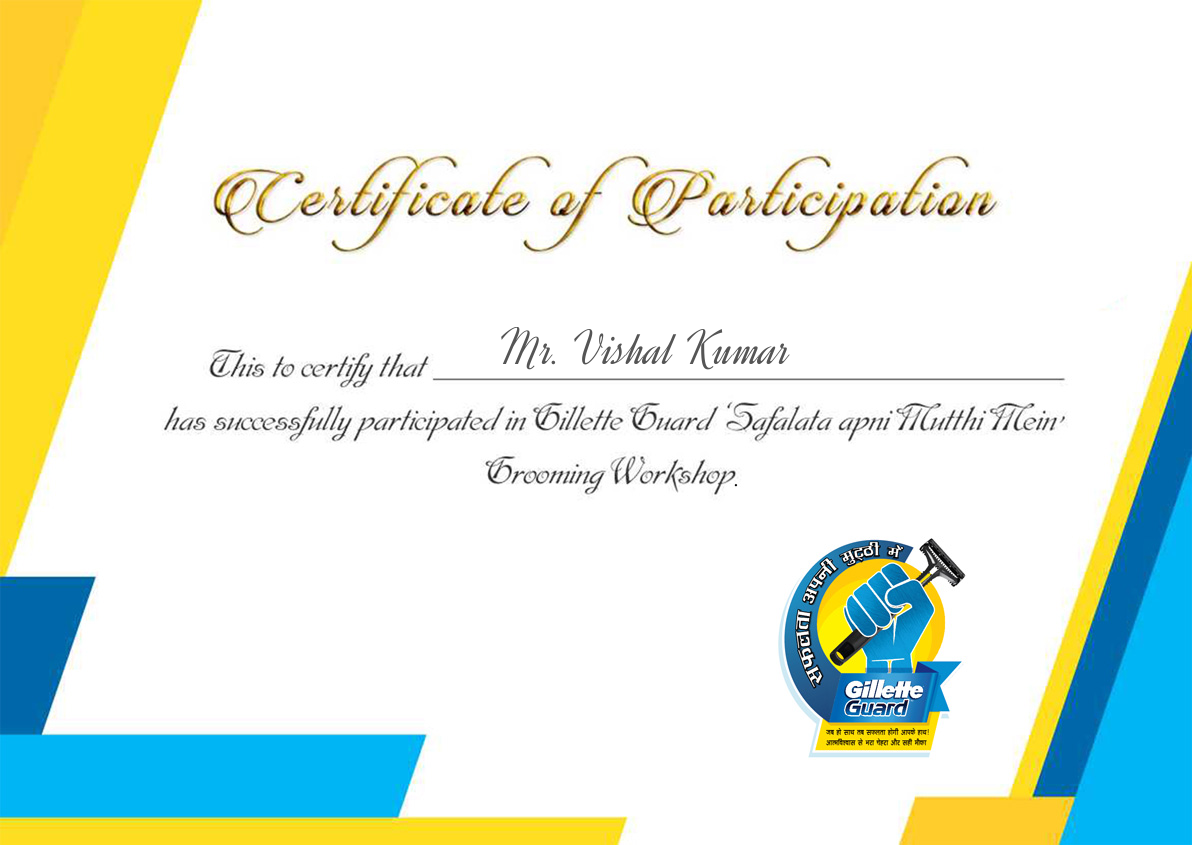 Certificate of Participation
This to certify that Mr. Vishal Kumar
has successfully participated in Gillette Guard 'Safalata apni Mutthi Mein'
Grooming Workshop.
सफलता अपनी मुट्ठी में
Gillette
Guard
जब हो साथ तब सफलता होगी आपके हाथ!
आत्मविश्वास से भरा चेहरा और सही मौका